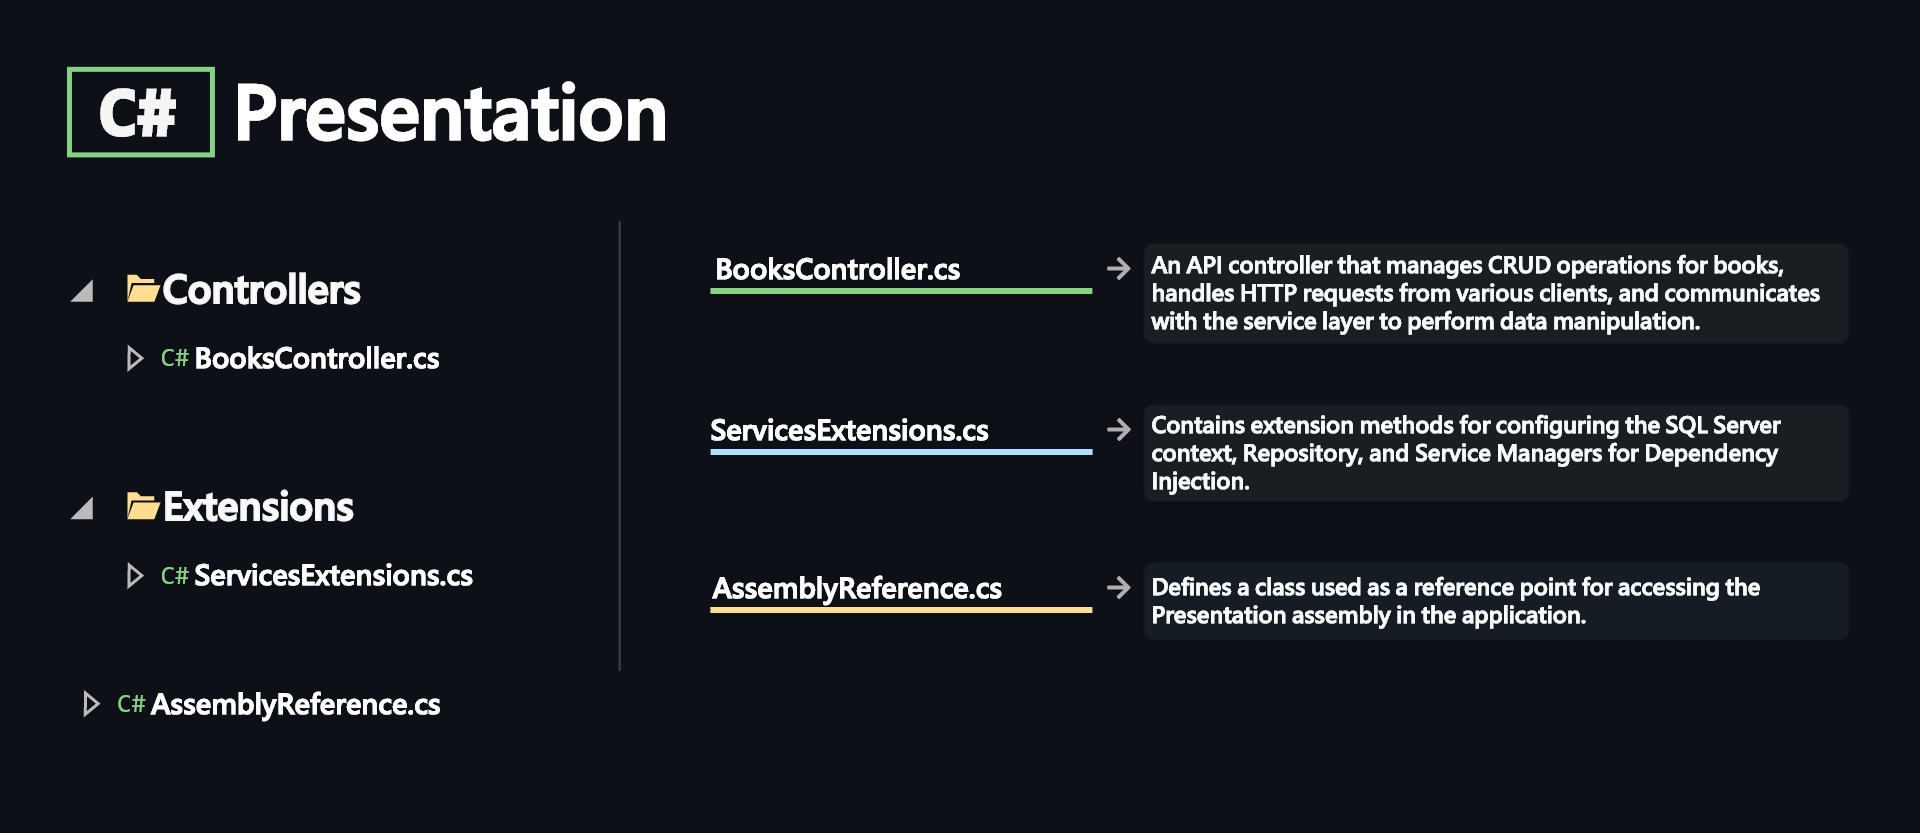 C# Presentation
Controllers
C# BooksController.cs
Extensions
C# ServicesExtensions.cs
C# AssemblyReference.cs
BooksController.cs
An API controller that manages CRUD operations for books,
handles HTTP requests from various clients, and communicates
with the service layer to perform data manipulation.
ServicesExtensions.cs
Contains extension methods for configuring the SQL Server
context, Repository, and Service Managers for Dependency
Injection.
AssemblyReference.cs
Defines a class used as a reference point for accessing the
Presentation assembly in the application.